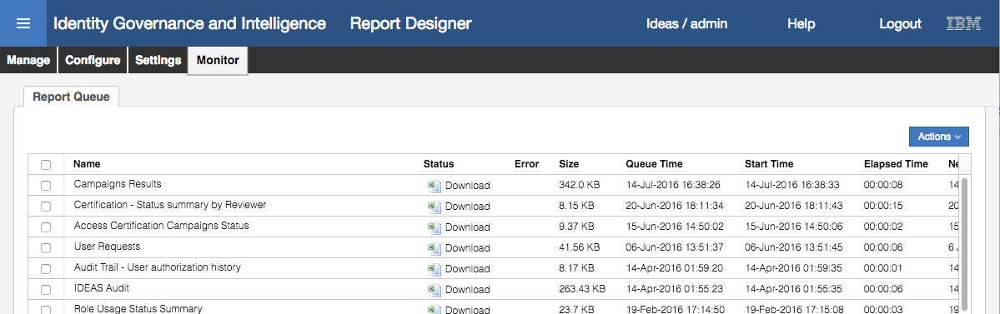 Identity Governance and Intelligence Report Designer Ideas / admin Help Logout IBM
Manage Configure Settings Monitor
Report Queue
Actions
Name Status Error Size Queue Time Start Time Elapsed Time Ne
Campaigns Results Download 342.0 KB 14-Jul-2016 16:38:26 14-Jul-2016 16:38:33 00:00:08 14
Certification - Status summary by Reviewer Download 8.15 KB 20-Jun-2016 18:11:34 20-Jun-2016 18:11:43 00:00:15 20
Access Certification Campaigns Status Download 9.37 KB 15-Jun-2016 14:50:02 15-Jun-2016 14:50:06 00:00:02 15
User Requests Download 41.56 KB 06-Jun-2016 13:51:37 06-Jun-2016 13:51:45 00:00:06 6
Audit Trail - User authorization history Download 8.17 KB 14-Apr-2016 01:59:20 14-Apr-2016 01:59:35 00:00:01 14
IDEAS Audit Download 263.43 KB 14-Apr-2016 01:55:23 14-Apr-2016 01:55:35 00:00:06 14
Role Usage Status Summary Download 23.7 KB 19-Feb-2016 17:14:50 19-Feb-2016 17:15:08 00:00:03 19